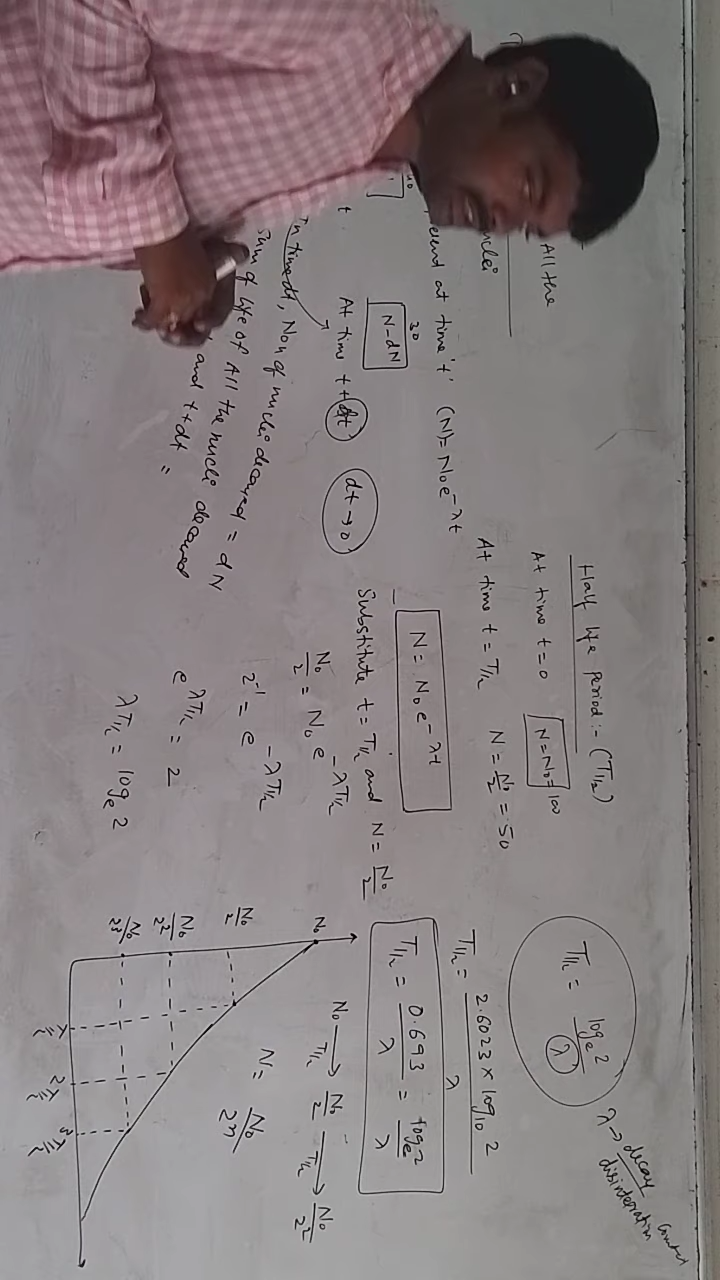 All the
nuclei
at time 't' (N) = N₀e^-λt
N-dN
t
At time t+dt
dt→0
In time dt, No of nuclei decayed = dN
Sum of life of All the nuclei decayed
and t+dt =
Half life period :- (T1/2)
At time t=0 N=N₀=100
At time t=T1/2 N=N₀/2=50
N = N₀e^-λt
Substitute t=T1/2 and N=N₀/2
N₀/2 = N₀e^-λT1/2
2^-1 = e^-λT1/2
e^λT1/2 = 2
λT1/2 = logₑ2
T1/2 = logₑ2/λ
λ→decay
disintegration
T1/2 = 2.6023×log₁₀2/λ
T1/2 = 0.693/λ = logₑ2/λ
N₀ →T1/2 N₀/2 →T1/2 N₀/2²
N = N₀/2ⁿ
N₀
N₀/2
N₀/2²
N₀/2³
T1/2
2T1/2
3T1/2